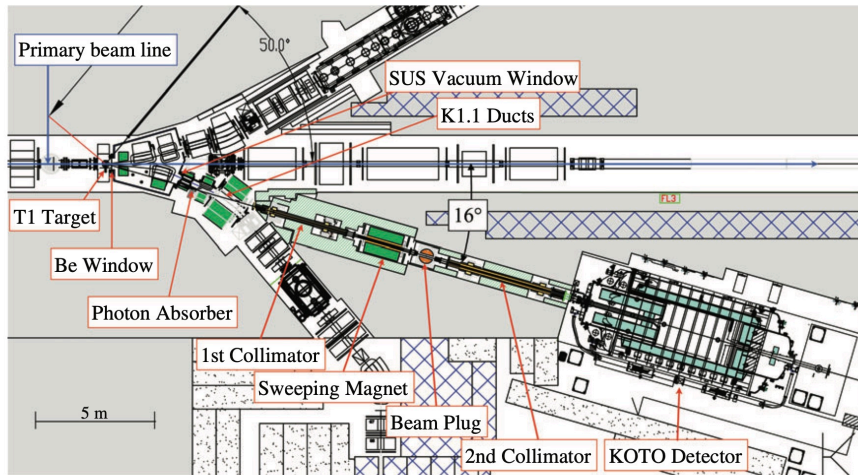 Primary beam line
50.0°
SUS Vacuum Window
K1.1 Ducts
T1 Target
16°
FL3
Be Window
Photon Absorber
1st Collimator
Sweeping Magnet
5 m
Beam Plug
2nd Collimator
KOTO Detector